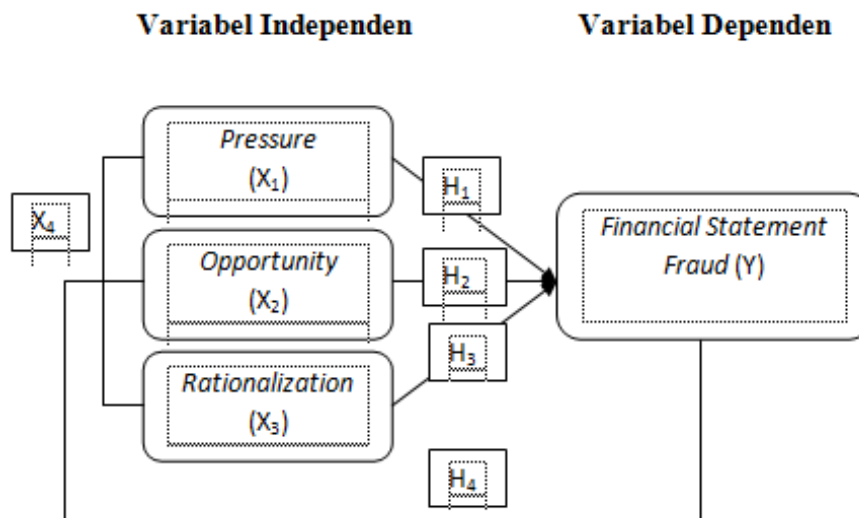 Variabel Independen
Variabel Dependen
Pressure
(X₁)
H₁
X₄
Financial Statement
Fraud (Y)
Opportunity
(X₂)
H₂
H₃
Rationalization
(X₃)
H₄